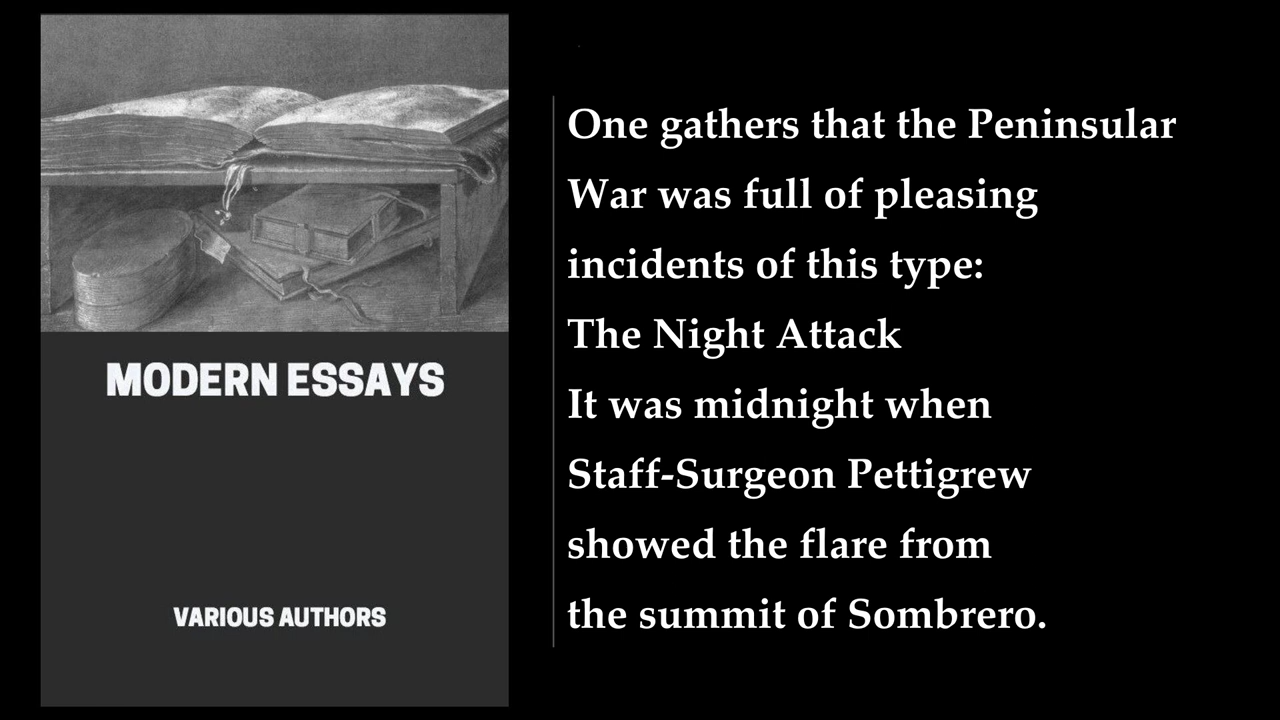 MODERN ESSAYS
VARIOUS AUTHORS
One gathers that the Peninsular
War was full of pleasing
incidents of this type:
The Night Attack
It was midnight when
Staff-Surgeon Pettigrew
showed the flare from
the summit of Sombrero.